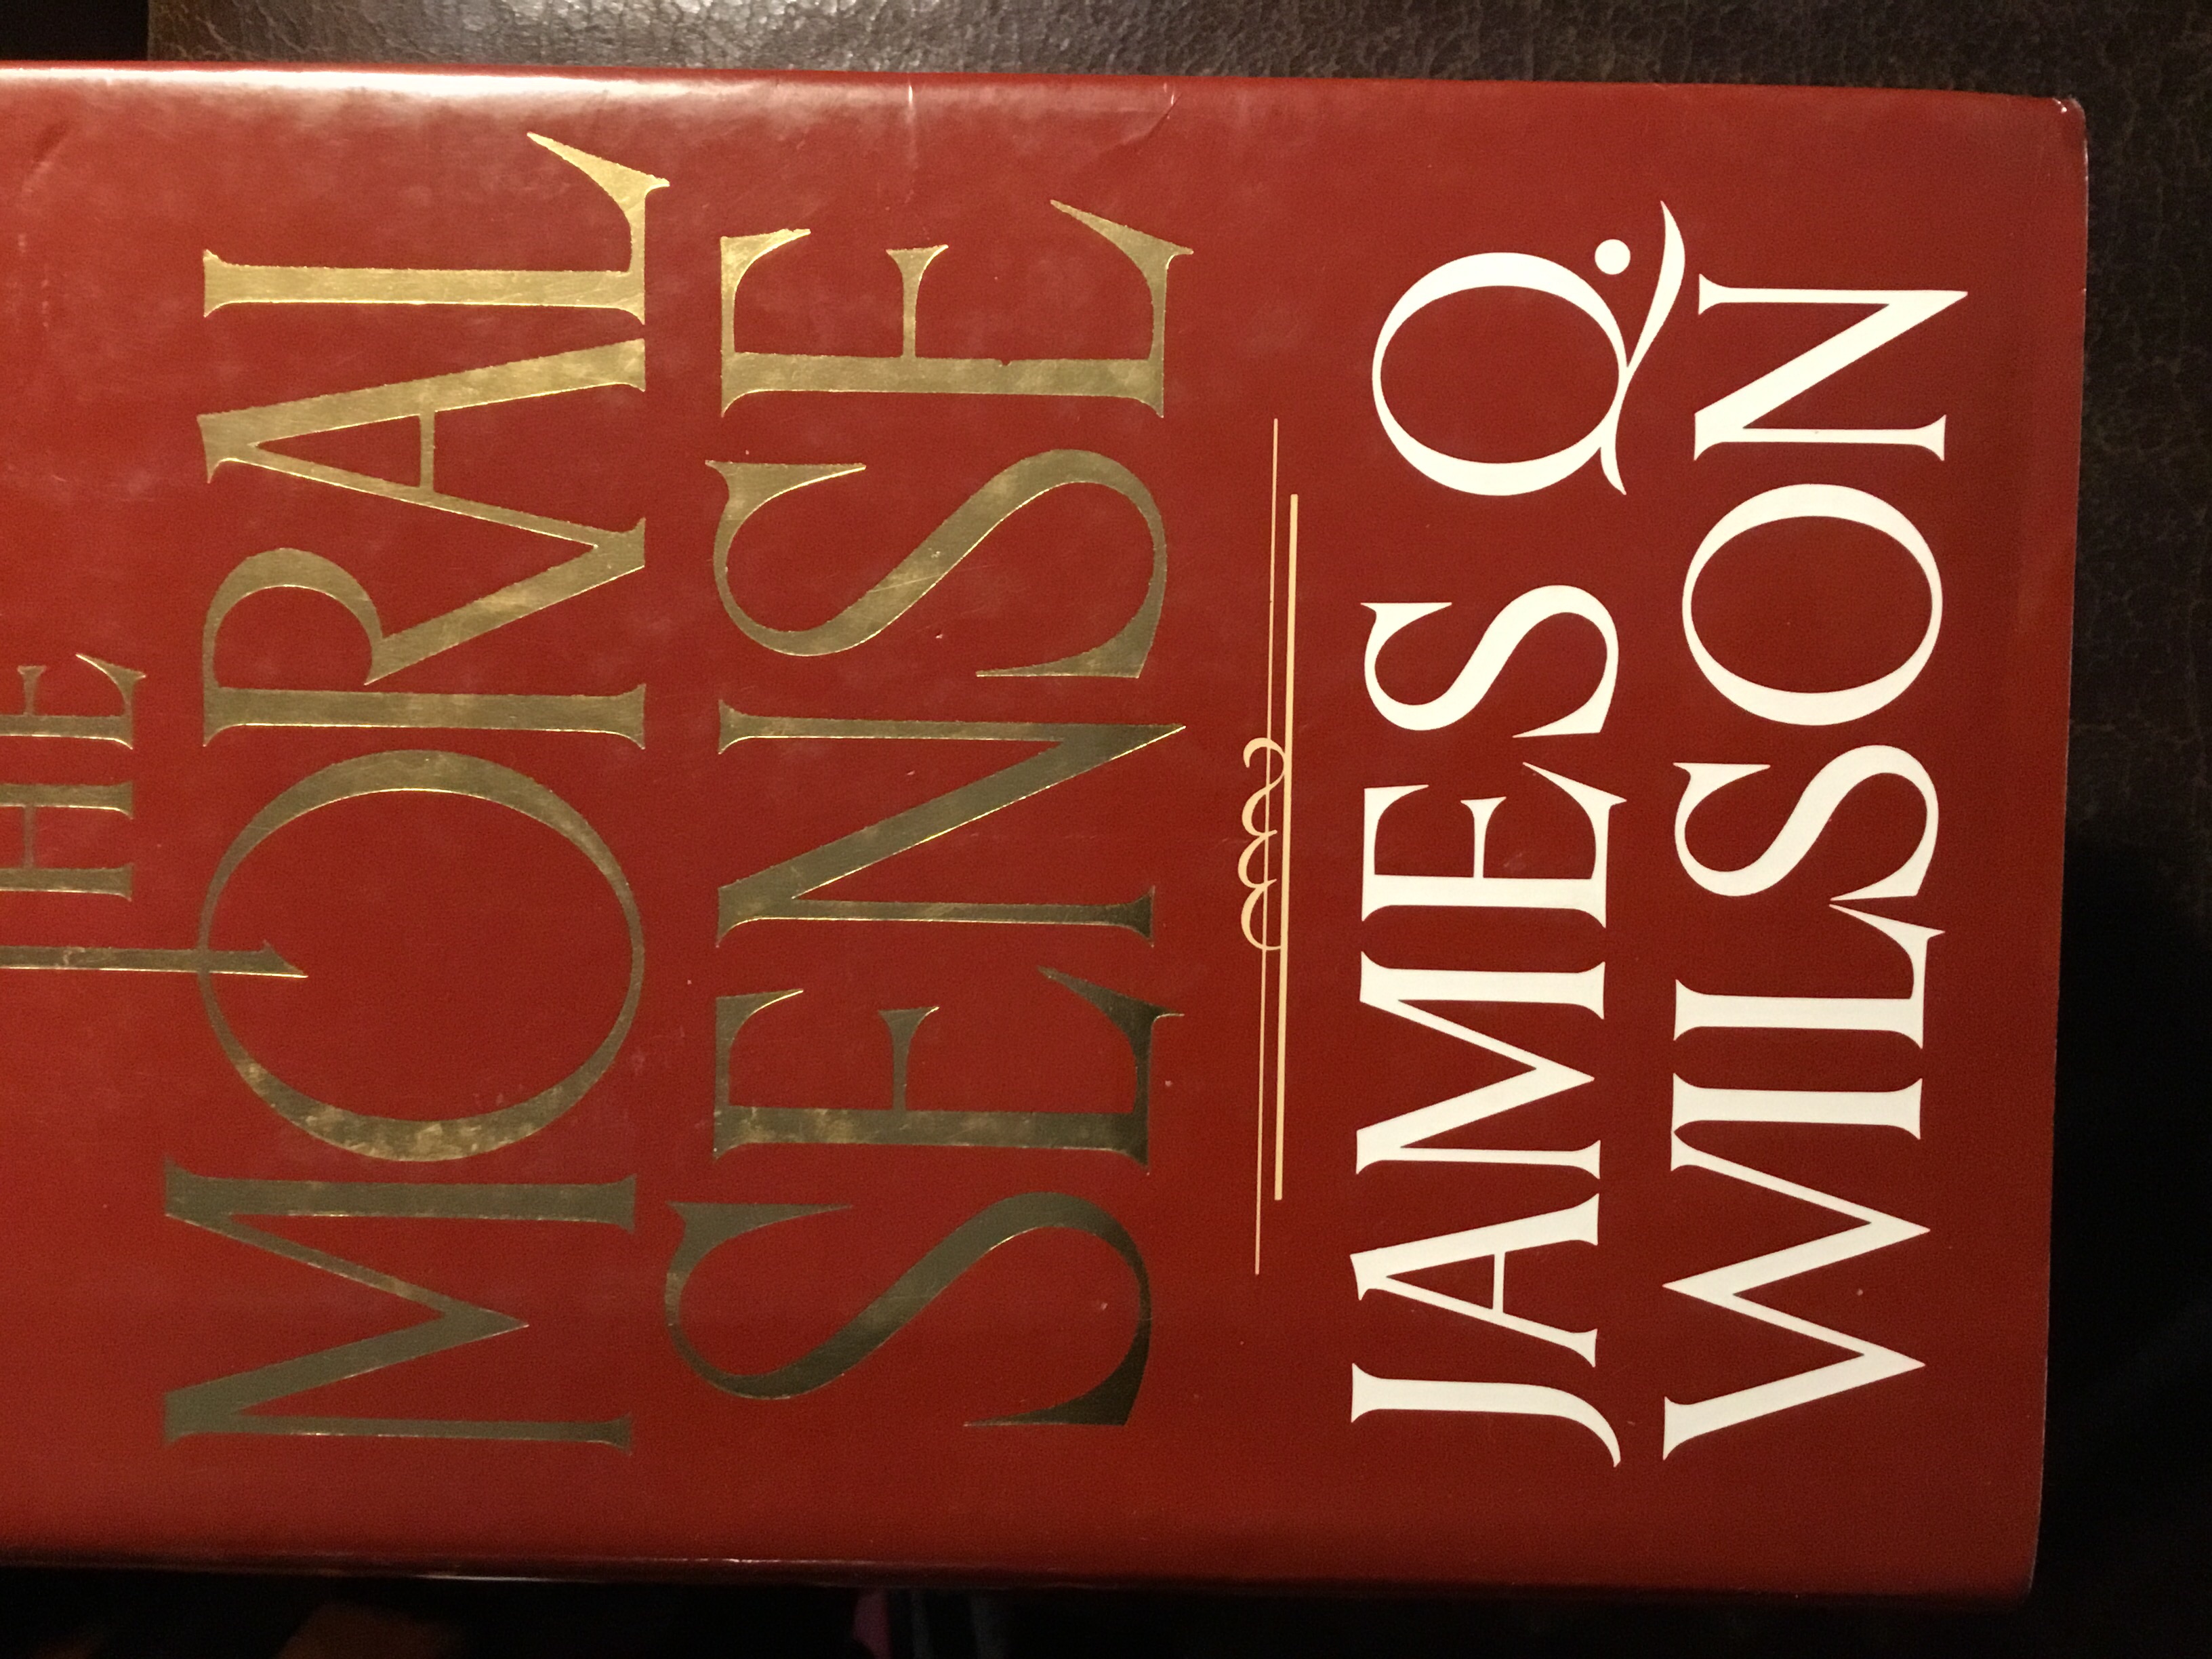 THE
MORAL
SENSE
JAMES Q.
WILSON